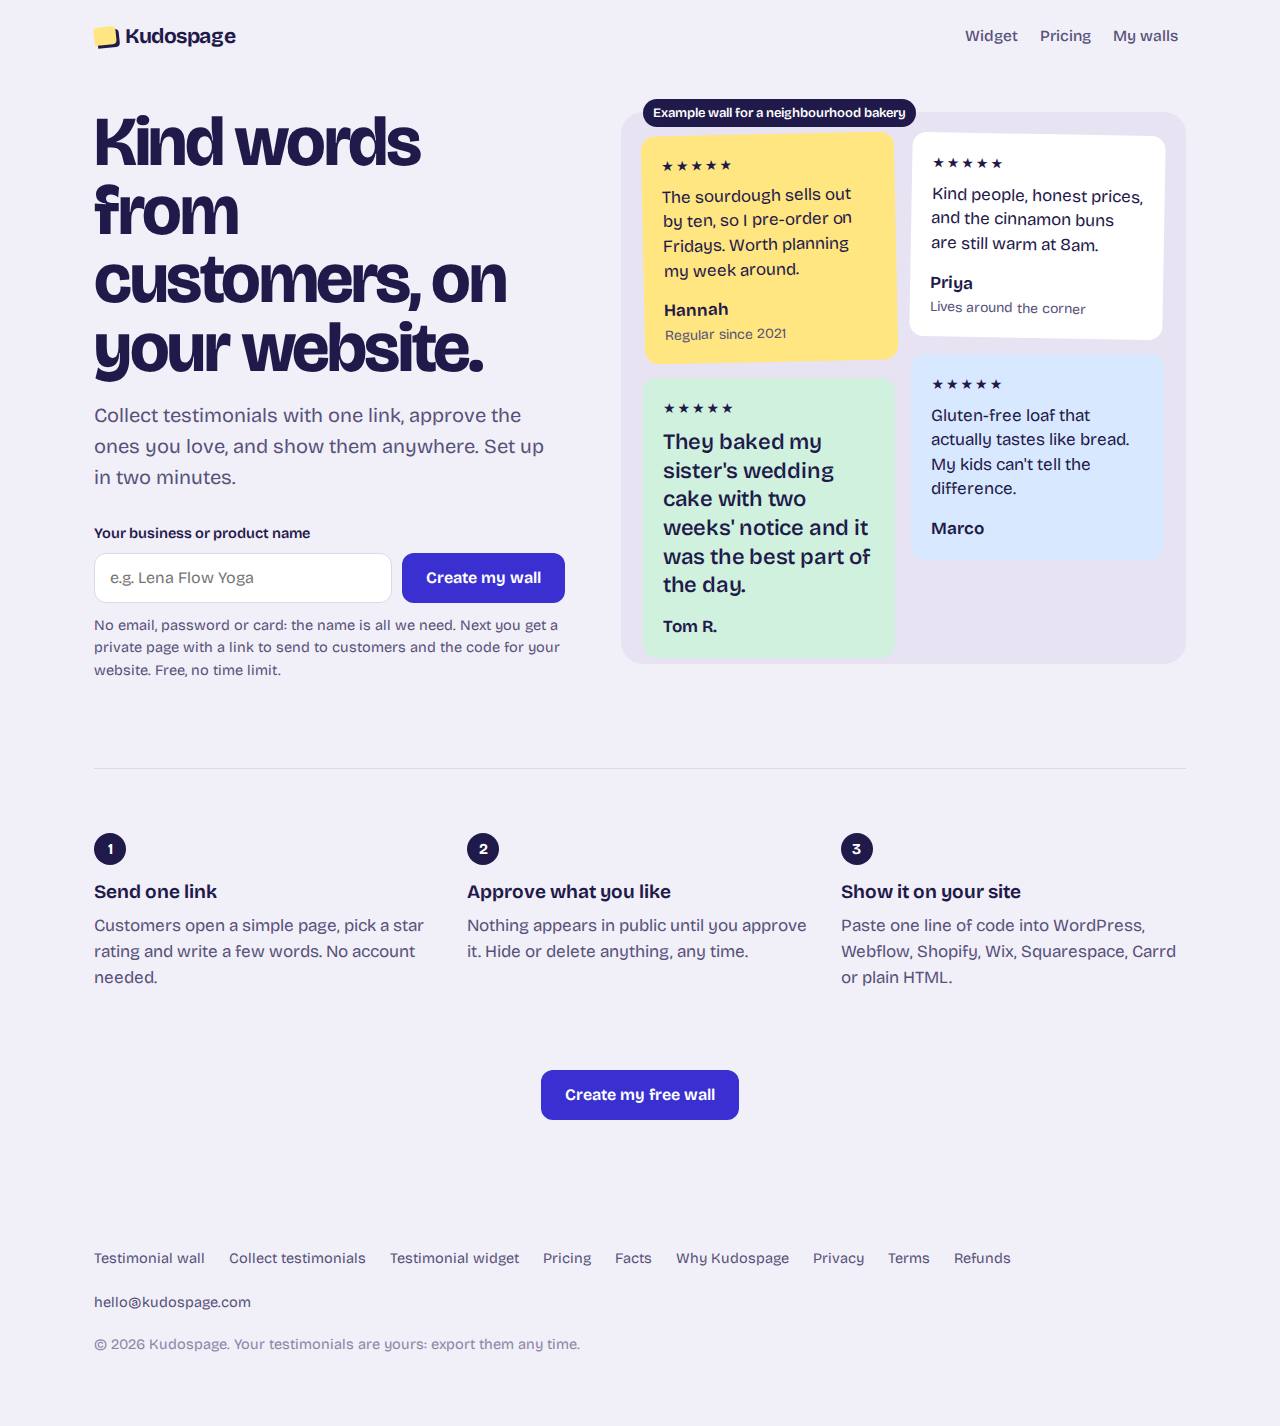 Kudospage
Widget
Pricing
My walls
Kind words
from
customers, on
your website.
Collect testimonials with one link, approve the
ones you love, and show them anywhere. Set up
in two minutes.
Your business or product name
e.g. Lena Flow Yoga
Create my wall
No email, password or card: the name is all we need. Next you get a
private page with a link to send to customers and the code for your
website. Free, no time limit.
Example wall for a neighbourhood bakery
★★★★★
The sourdough sells out
by ten, so I pre-order on
Fridays. Worth planning
my week around.
Hannah
Regular since 2021
★★★★★
They baked my
sister's wedding
cake with two
weeks' notice and it
was the best part of
the day.
Tom R.
★★★★★
Kind people, honest prices,
and the cinnamon buns
are still warm at 8am.
Priya
Lives around the corner
★★★★★
Gluten-free loaf that
actually tastes like bread.
My kids can't tell the
difference.
Marco
1
Send one link
Customers open a simple page, pick a star
rating and write a few words. No account
needed.
2
Approve what you like
Nothing appears in public until you approve
it. Hide or delete anything, any time.
3
Show it on your site
Paste one line of code into WordPress,
Webflow, Shopify, Wix, Squarespace, Carrd
or plain HTML.
Create my free wall
Testimonial wall
Collect testimonials
Testimonial widget
Pricing
Facts
Why Kudospage
Privacy
Terms
Refunds
hello@kudospage.com
© 2026 Kudospage. Your testimonials are yours: export them any time.